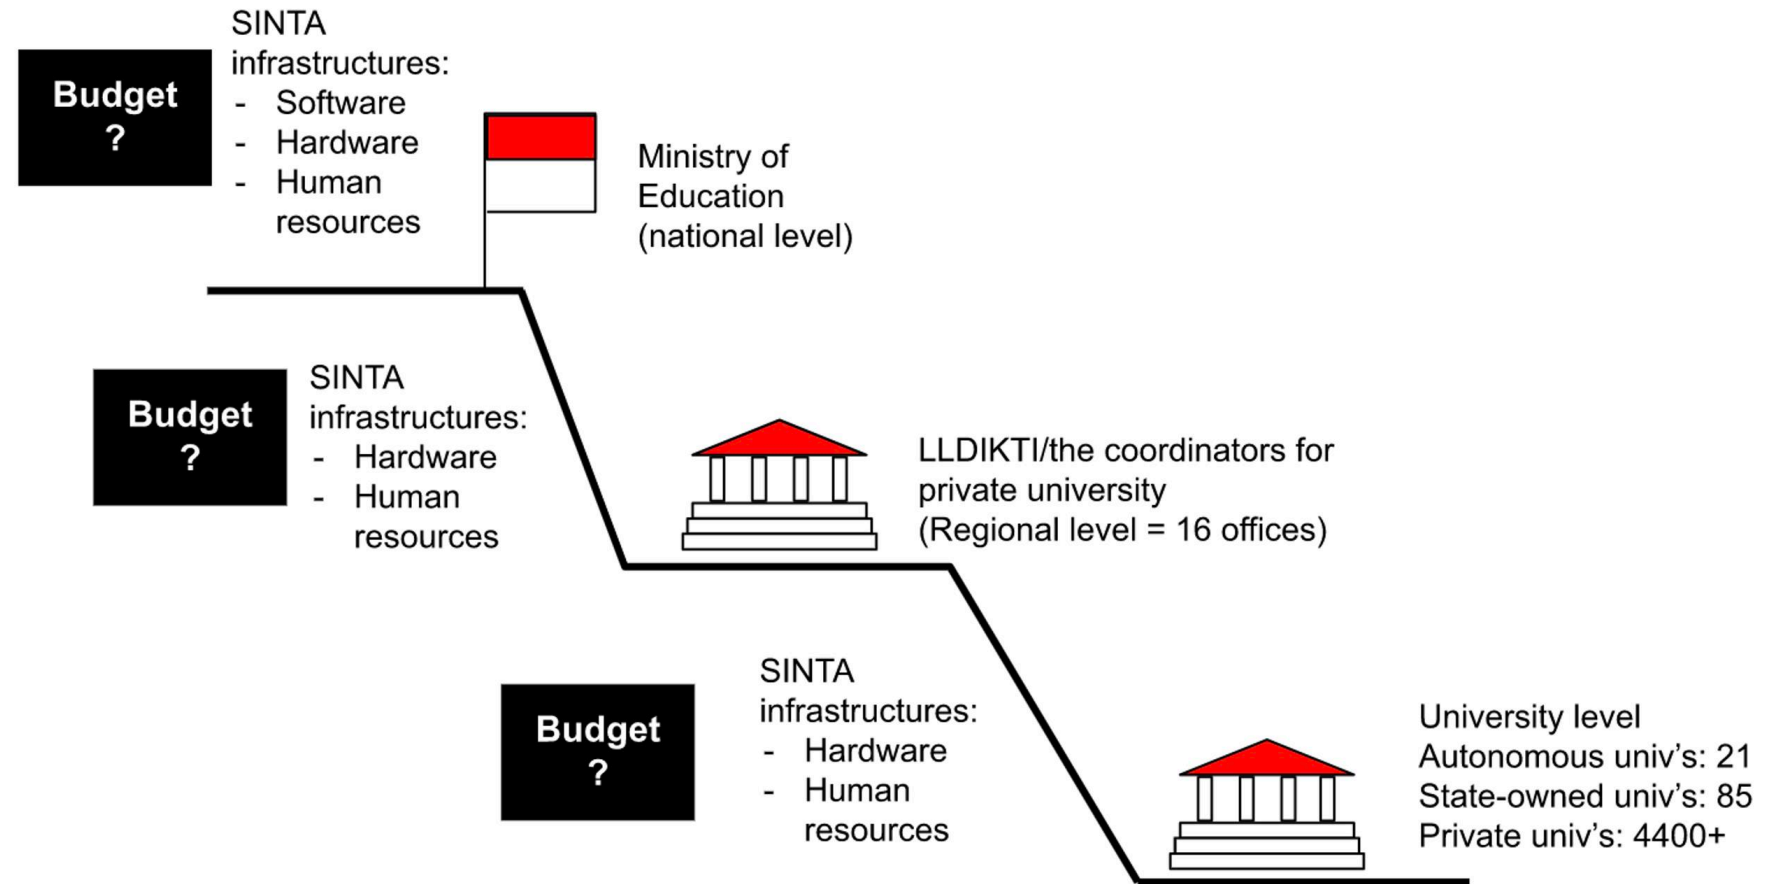 SINTA
infrastructures:
- Software
- Hardware
- Human
resources
Budget
?
Ministry of
Education
(national level)
SINTA
infrastructures:
- Hardware
- Human
resources
Budget
?
LLDIKTI/the coordinators for
private university
(Regional level = 16 offices)
SINTA
infrastructures:
- Hardware
- Human
resources
Budget
?
University level
Autonomous univ's: 21
State-owned univ's: 85
Private univ's: 4400+